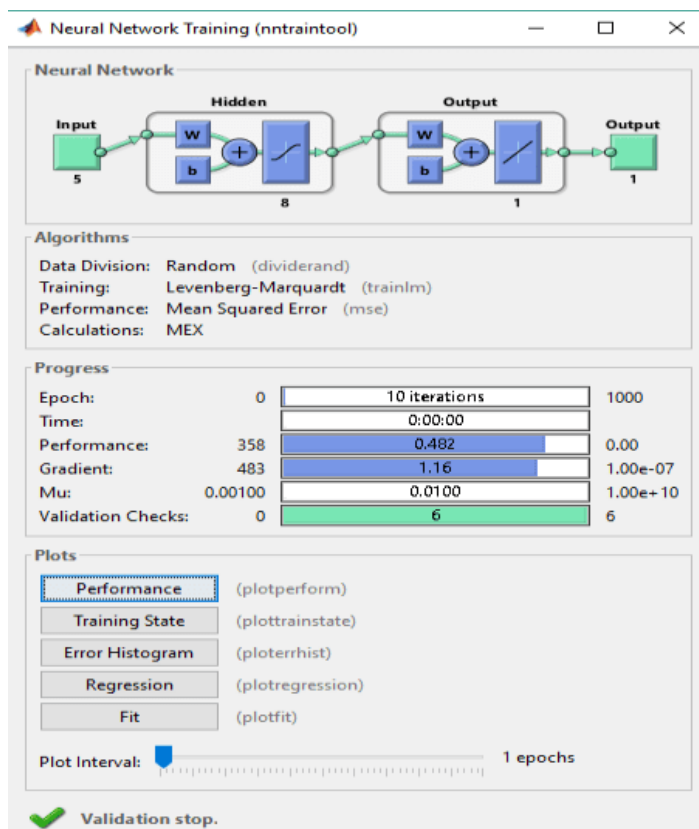 Neural Network Training (nntraintool)
Neural Network
Hidden
Output
Input
Output
W
W
b
b
5
8
1
1
Algorithms
Data Division: Random (dividerand)
Training: Levenberg-Marquardt (trainlm)
Performance: Mean Squared Error (mse)
Calculations: MEX
Progress
Epoch: 0 10 iterations 1000
Time: 0:00:00
Performance: 358 0.482 0.00
Gradient: 483 1.16 1.00e-07
Mu: 0.00100 0.0100 1.00e+10
Validation Checks: 0 6 6
Plots
Performance (plotperform)
Training State (plottrainstate)
Error Histogram (ploterrhist)
Regression (plotregression)
Fit (plotfit)
Plot Interval: 1 epochs
Validation stop.